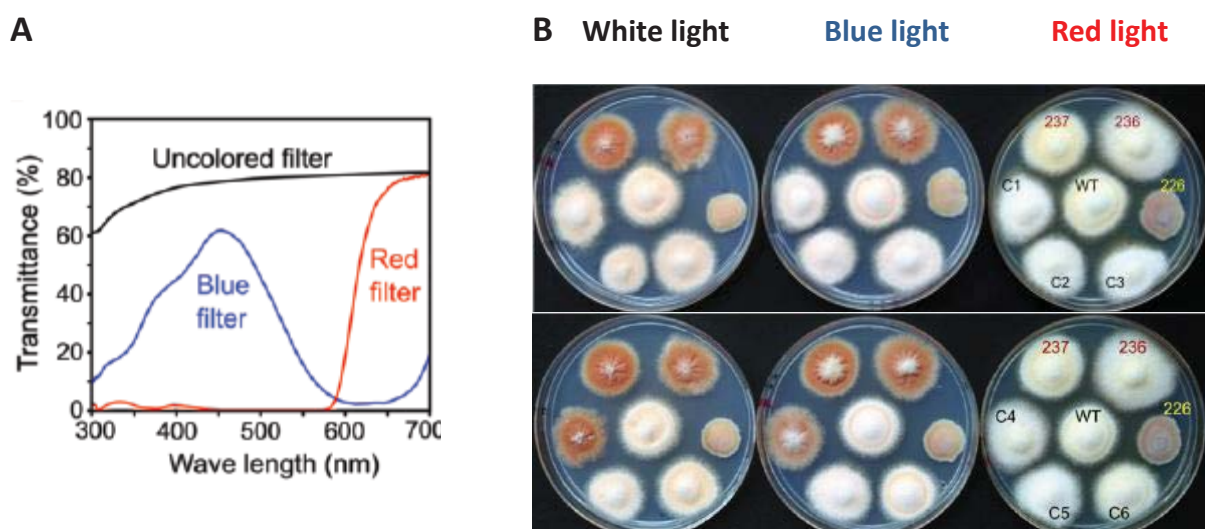 A
B White light Blue light Red light
100
80
60
40
20
0
Transmittance (%)
Uncolored filter
Blue
filter
Red
filter
300 400 500 600 700
Wave length (nm)
237 236
C1 WT 226
C2 C3
237 236
C4 WT 226
C5 C6